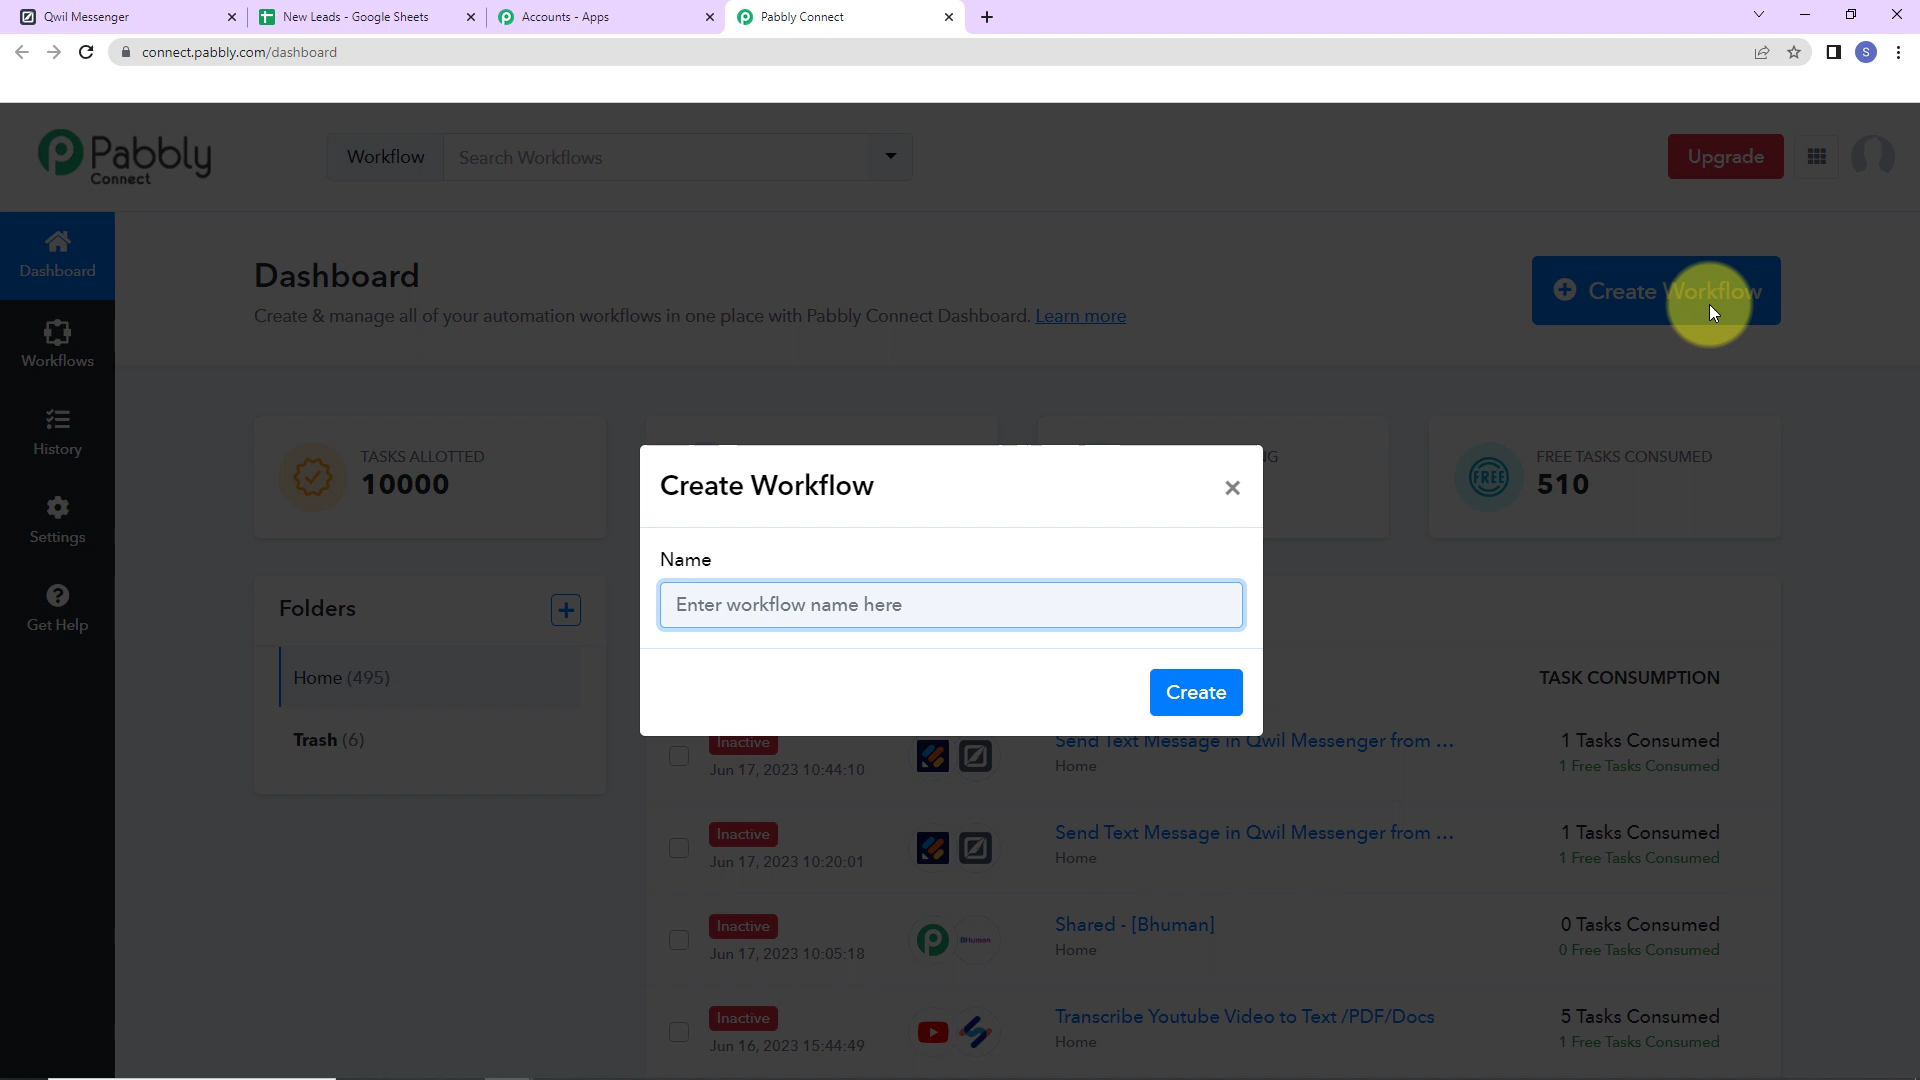 Qwil Messenger
New Leads - Google Sheets
Accounts - Apps
Pabbly Connect
connect.pabbly.com/dashboard
S
Pabbly
Connect
Workflow
Search Workflows
Upgrade
Dashboard
Workflows
History
Settings
Get Help
Dashboard
Create & manage all of your automation workflows in one place with Pabbly Connect Dashboard. Learn more
Create Workflow
TASKS ALLOTTED
10000
FREE
FREE TASKS CONSUMED
510
Folders
Home (495)
Trash (6)
Create Workflow
Name
Enter workflow name here
Create
TASK CONSUMPTION
Inactive
Jun 17, 2023 10:44:10
Send Text Message in Qwil Messenger from ...
Home
1 Tasks Consumed
1 Free Tasks Consumed
Inactive
Jun 17, 2023 10:20:01
Send Text Message in Qwil Messenger from ...
Home
1 Tasks Consumed
1 Free Tasks Consumed
Inactive
Jun 17, 2023 10:05:18
BHuman
Shared - [Bhuman]
Home
0 Tasks Consumed
0 Free Tasks Consumed
Inactive
Jun 16, 2023 15:44:49
Transcribe Youtube Video to Text /PDF/Docs
Home
5 Tasks Consumed
1 Free Tasks Consumed